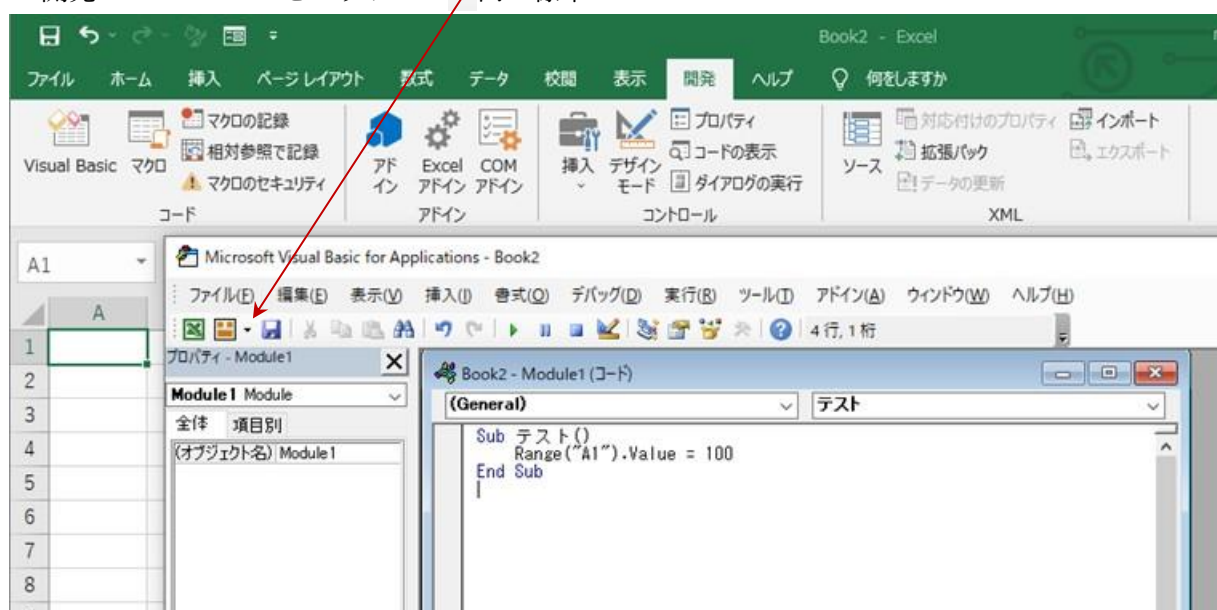 Book2 - Excel
ファイル ホーム 挿入 ページ レイアウト 数式 データ 校閲 表示 開発 ヘルプ 何をしますか
Visual Basic
マクロ
マクロの記録
相対参照で記録
マクロのセキュリティ
コード
アド
イン
Excel
アドイン
COM
アドイン
アドイン
挿入
デザイン
モード
プロパティ
コードの表示
ダイアログの実行
コントロール
ソース
対応付けのプロパティ
拡張パック
データの更新
インポート
エクスポート
XML
A1
Microsoft Visual Basic for Applications - Book2
ファイル(F) 編集(E) 表示(V) 挿入(I) 書式(O) デバッグ(D) 実行(R) ツール(T) アドイン(A) ウィンドウ(W) ヘルプ(H)
4 行, 1 桁
A
1
2
3
4
5
6
7
8
プロパティ - Module1
Module1 Module
全体 項目別
(オブジェクト名) Module1
Book2 - Module1 (コード)
(General)
テスト
Sub テスト()
Range("A1").Value = 100
End Sub